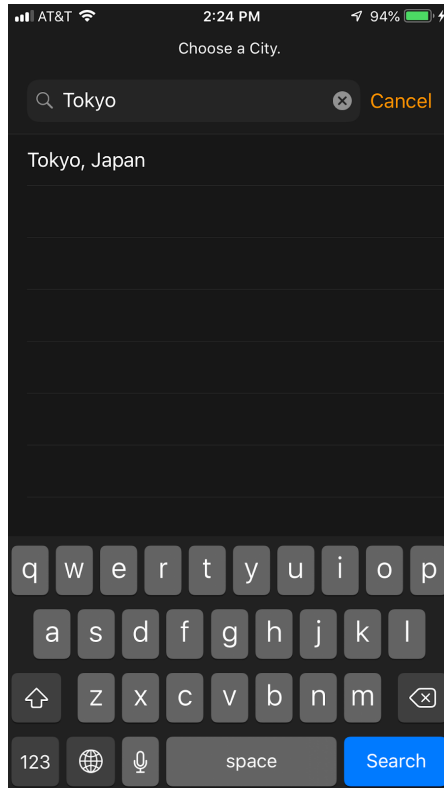 AT&T 2:24 PM 94%
Choose a City.
Tokyo Cancel
Tokyo, Japan
q w e r t y u i o p
a s d f g h j k l
z x c v b n m
123 space Search